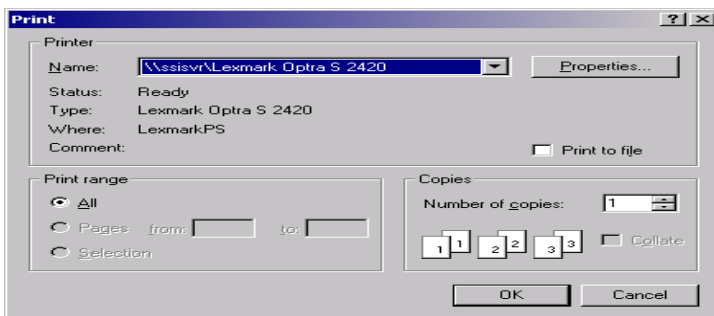 Print
Printer
Name: \\ssisvr\Lexmark Optra S 2420 Properties...
Status: Ready
Type: Lexmark Optra S 2420
Where: LexmarkPS
Comment: Print to file
Print range
All
Pages from: to:
Selection
Copies
Number of copies: 1
1 1 2 2 3 3 Collate
OK Cancel